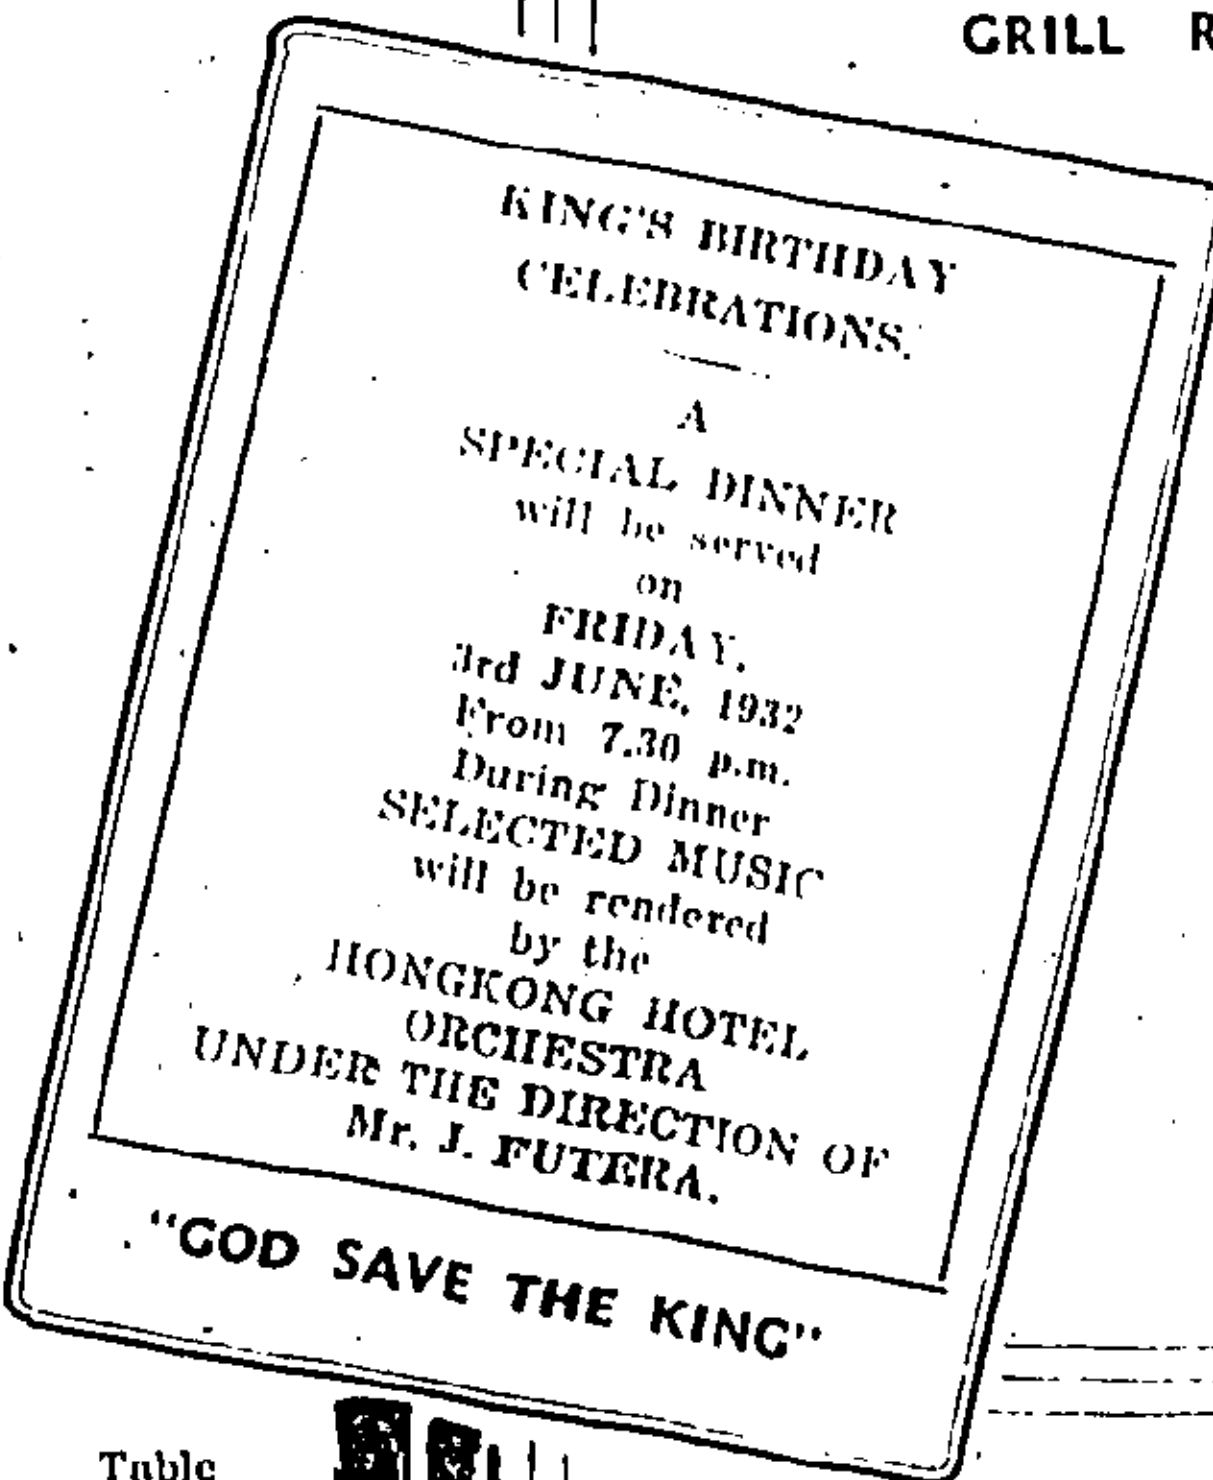 GRILL
KING'S BIRTHDAY
CELEBRATIONS.
A
SPECIAL DINNER
will be served
on
FRIDAY,
3rd JUNE, 1932
From 7.30 p.m.
During Dinner
SELECTED MUSIC
will be rendered
by the
HONGKONG HOTEL
ORCHESTRA
UNDER THE DIRECTION OF
Mr. J. FUTERA.
"GOD SAVE THE KING"
Table